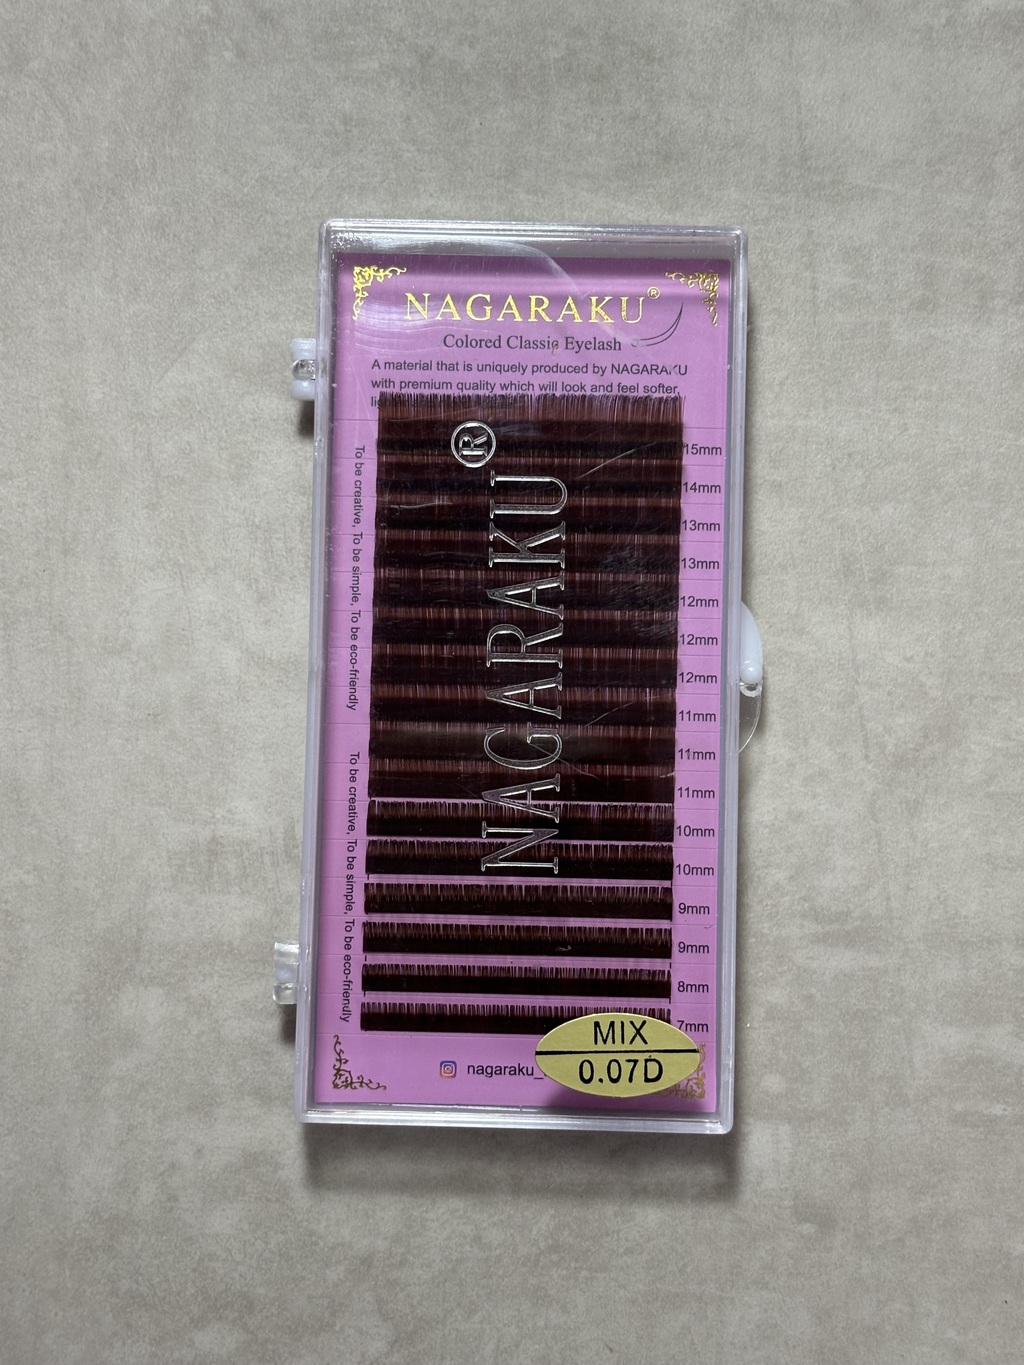 NAGARAKU®
Colored Classic Eyelash
A material that is uniquely produced by NAGARAKU
with premium quality which will look and feel softer,
NAGARAKU®
To be creative, To be simple, To be eco-friendly
To be creative, To be simple, To be eco-friendly
15mm
14mm
13mm
13mm
12mm
12mm
12mm
11mm
11mm
11mm
10mm
10mm
9mm
9mm
8mm
7mm
MIX
0.07D
nagaraku_